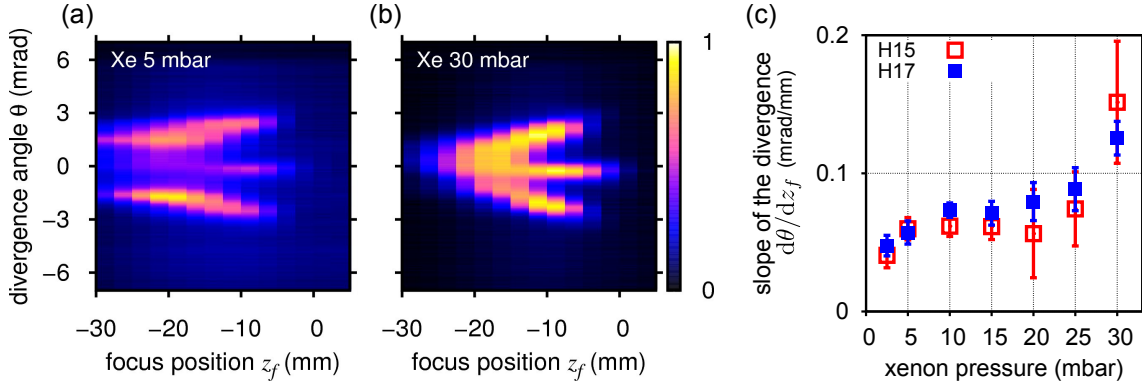 (a)
Xe 5 mbar
divergence angle θ (mrad)
6
3
0
−3
−6
−30
−20
−10
0
focus position z_f (mm)
(b)
Xe 30 mbar
−30
−20
−10
0
focus position z_f (mm)
1
0
(c)
H15
H17
slope of the divergence
dθ/dz_f (mrad/mm)
0.2
0.1
0
0
5
10
15
20
25
30
xenon pressure (mbar)